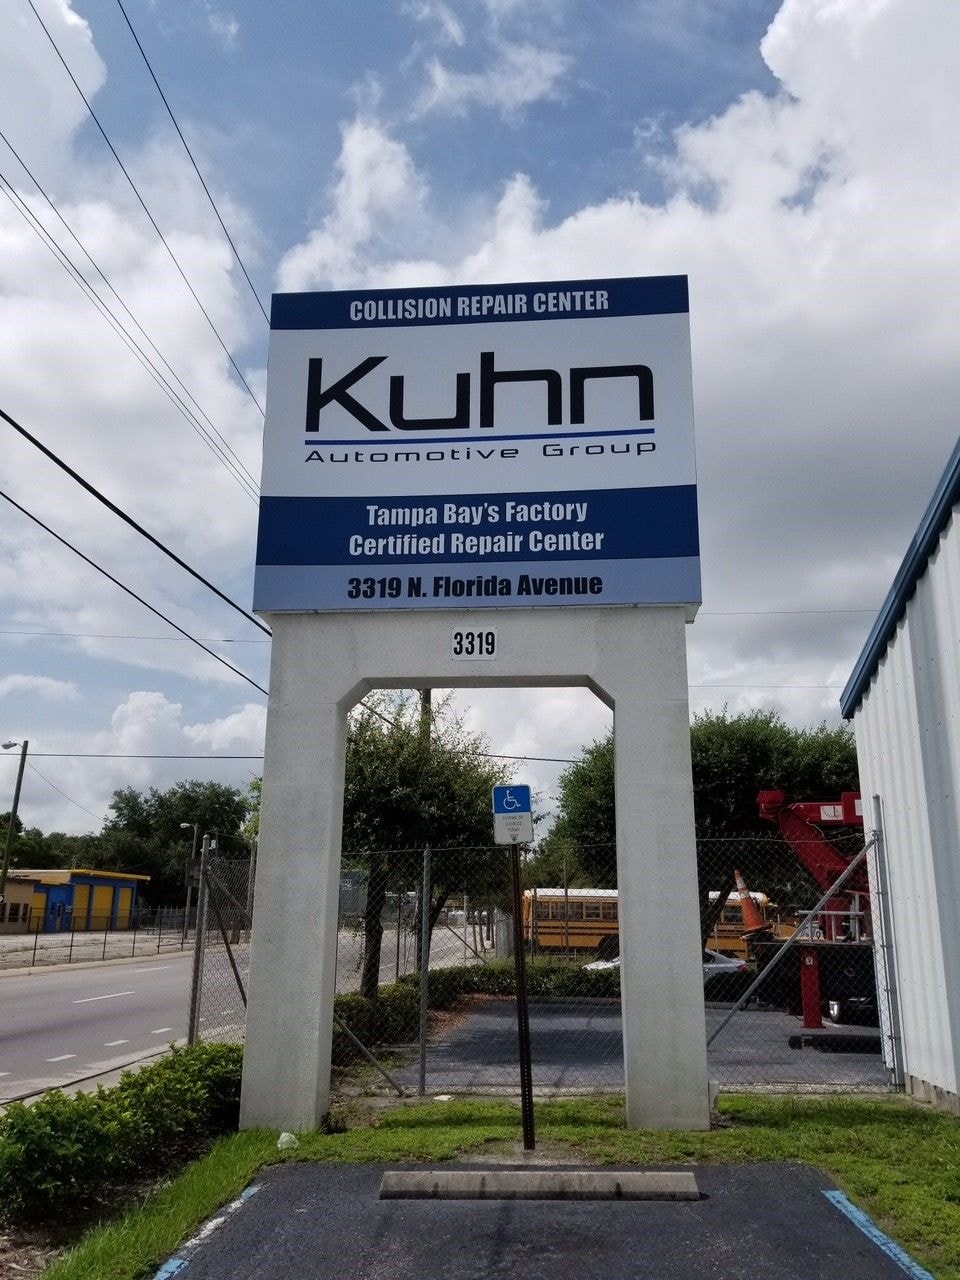 COLLISION REPAIR CENTER
Kuhn
Automotive Group
Tampa Bay's Factory
Certified Repair Center
3319 N. Florida Avenue
3319